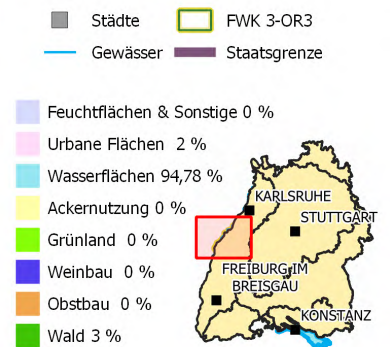 Städte
FWK 3-OR3
Gewässer
Staatsgrenze
Feuchtflächen & Sonstige 0 %
Urbane Flächen 2 %
Wasserflächen 94,78 %
Ackernutzung 0 %
Grünland 0 %
Weinbau 0 %
Obstbau 0 %
Wald 3 %
KARLSRUHE
STUTTGART
FREIBURG IM
BREISGAU
KONSTANZ